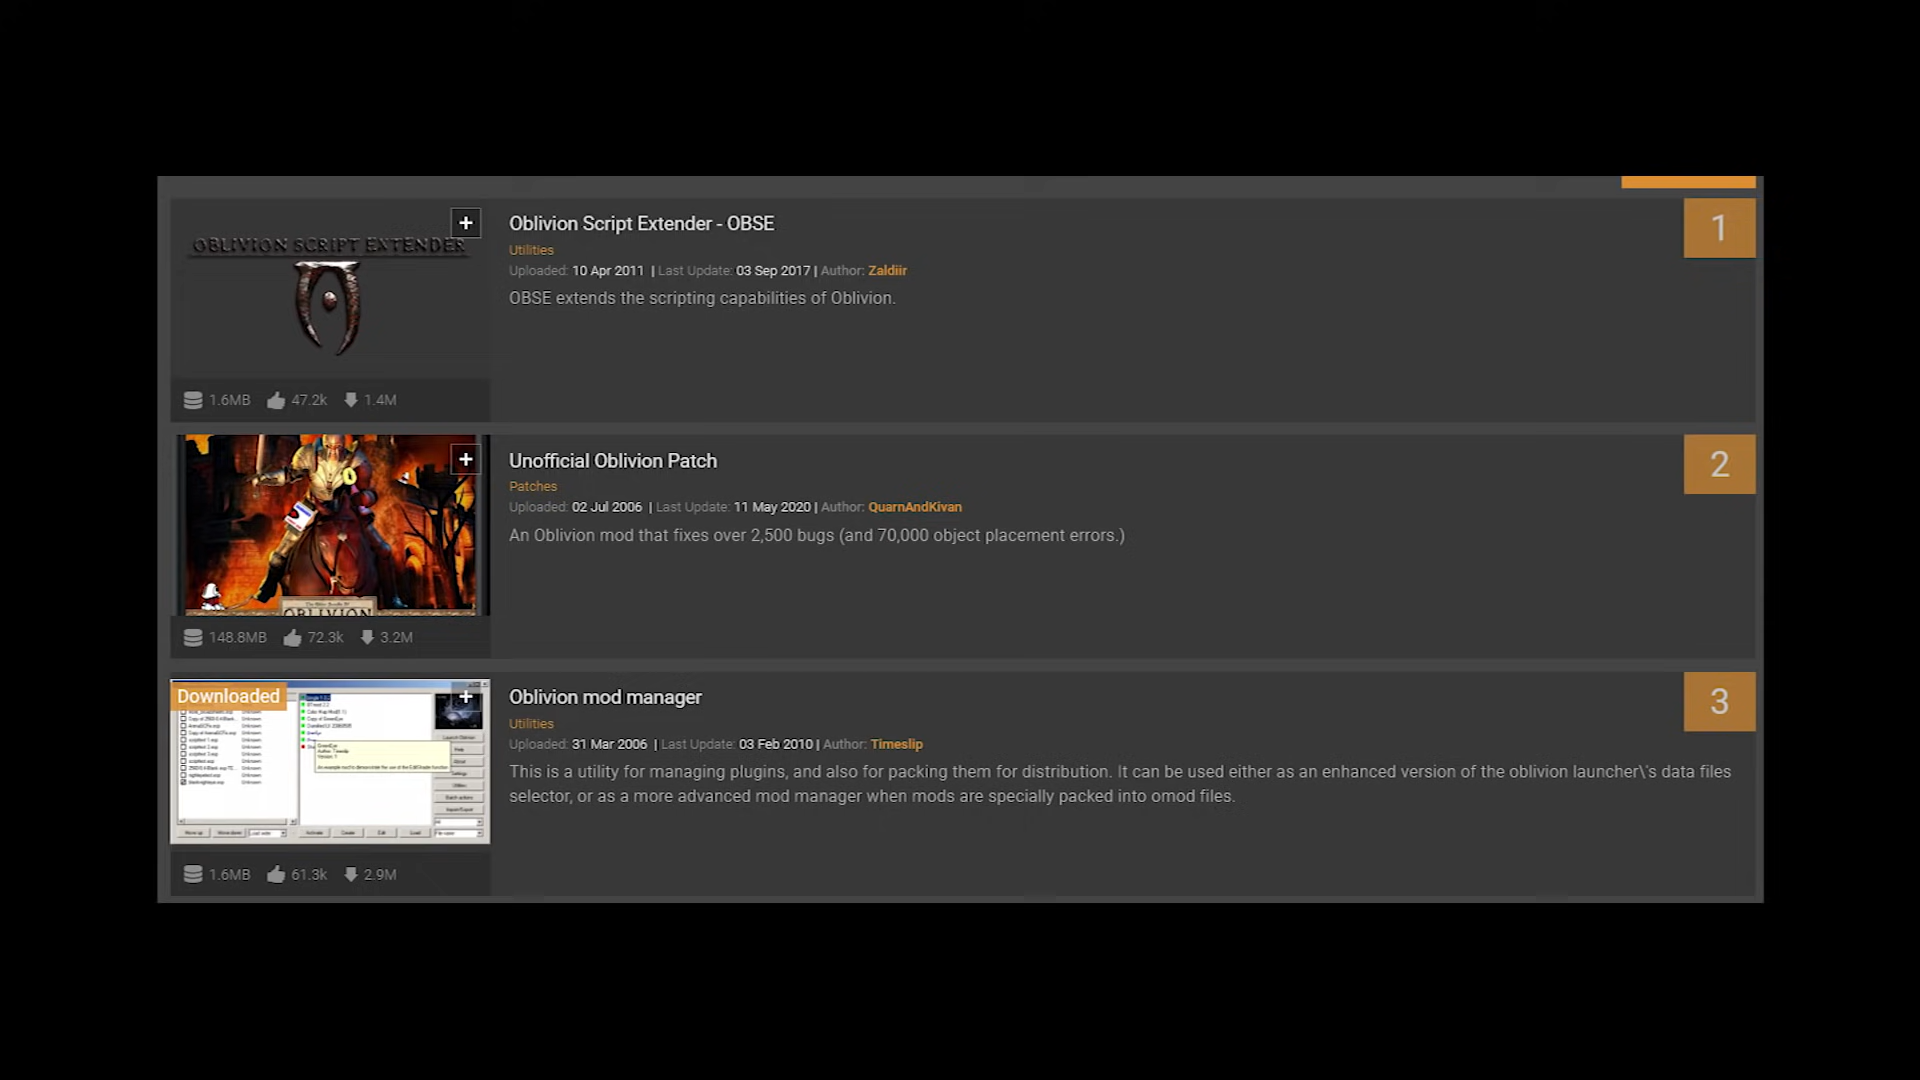 OBLIVION SCRIPT EXTENDER
Oblivion Script Extender - OBSE
1
Utilities
Uploaded: 10 Apr 2011 | Last Update: 03 Sep 2017 | Author: Zaldiir
OBSE extends the scripting capabilities of Oblivion.
1.6MB 47.2k 1.4M
Unofficial Oblivion Patch
2
Patches
Uploaded: 02 Jul 2006 | Last Update: 11 May 2020 | Author: QuarnAndKivan
An Oblivion mod that fixes over 2,500 bugs (and 70,000 object placement errors.)
OBLIVION
148.8MB 72.3k 3.2M
Downloaded
Oblivion mod manager
3
Utilities
Uploaded: 31 Mar 2006 | Last Update: 03 Feb 2010 | Author: Timeslip
This is a utility for managing plugins, and also for packing them for distribution. It can be used either as an enhanced version of the oblivion launcher\'s data files
selector, or as a more advanced mod manager when mods are specially packed into omod files.
1.6MB 61.3k 2.9M